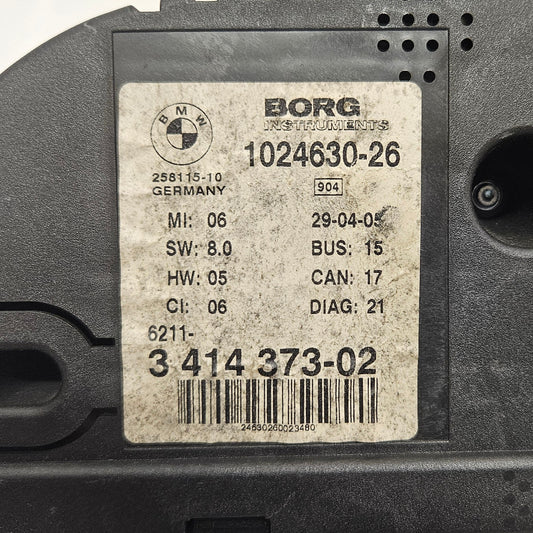 BMW
BORG
INSTRUMENTS
1024630-26
258115-10
GERMANY
904
MI: 06 29-04-05
SW: 8.0 BUS: 15
HW: 05 CAN: 17
CI: 06 DIAG: 21
6211-
3 414 373-02
24630260023480